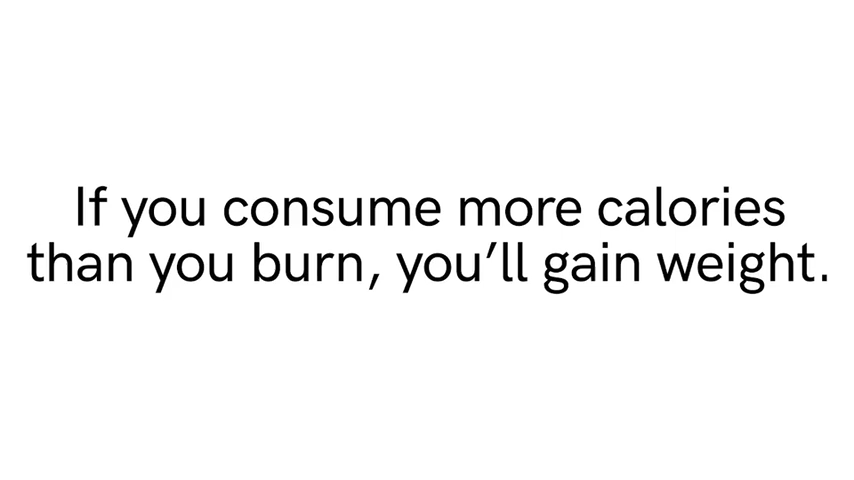 If you consume more calories
than you burn, you’ll gain weight.